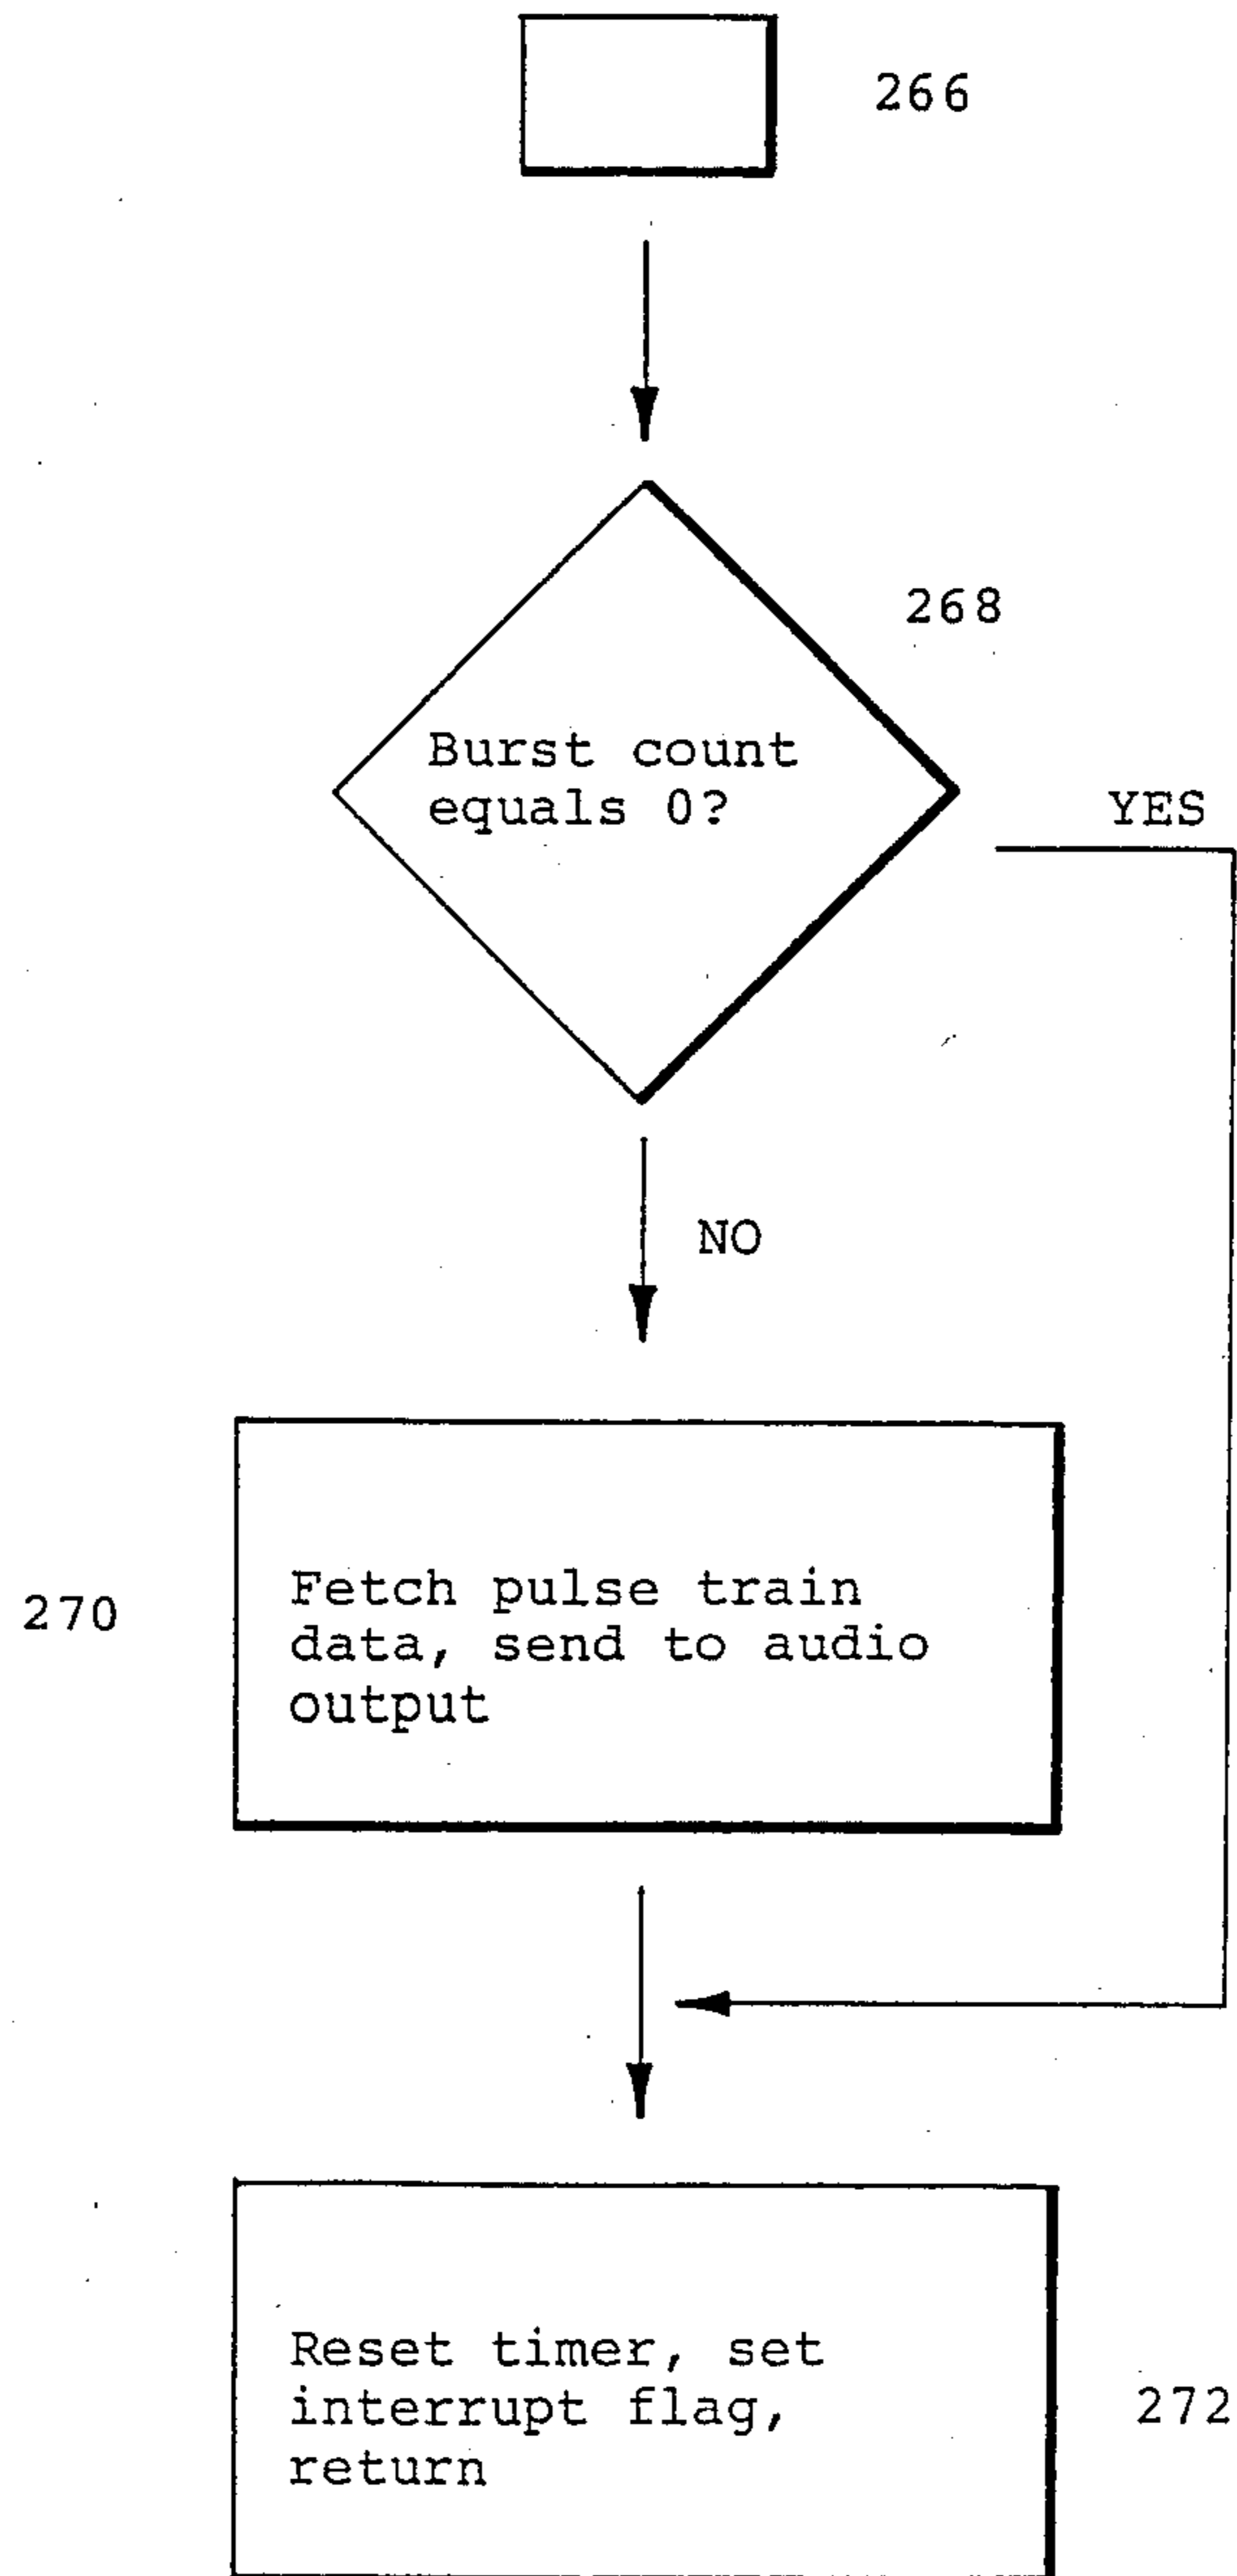 266
268
Burst count
equals 0?
YES
NO
270
Fetch pulse train
data, send to audio
output
Reset timer, set
interrupt flag,
return
272